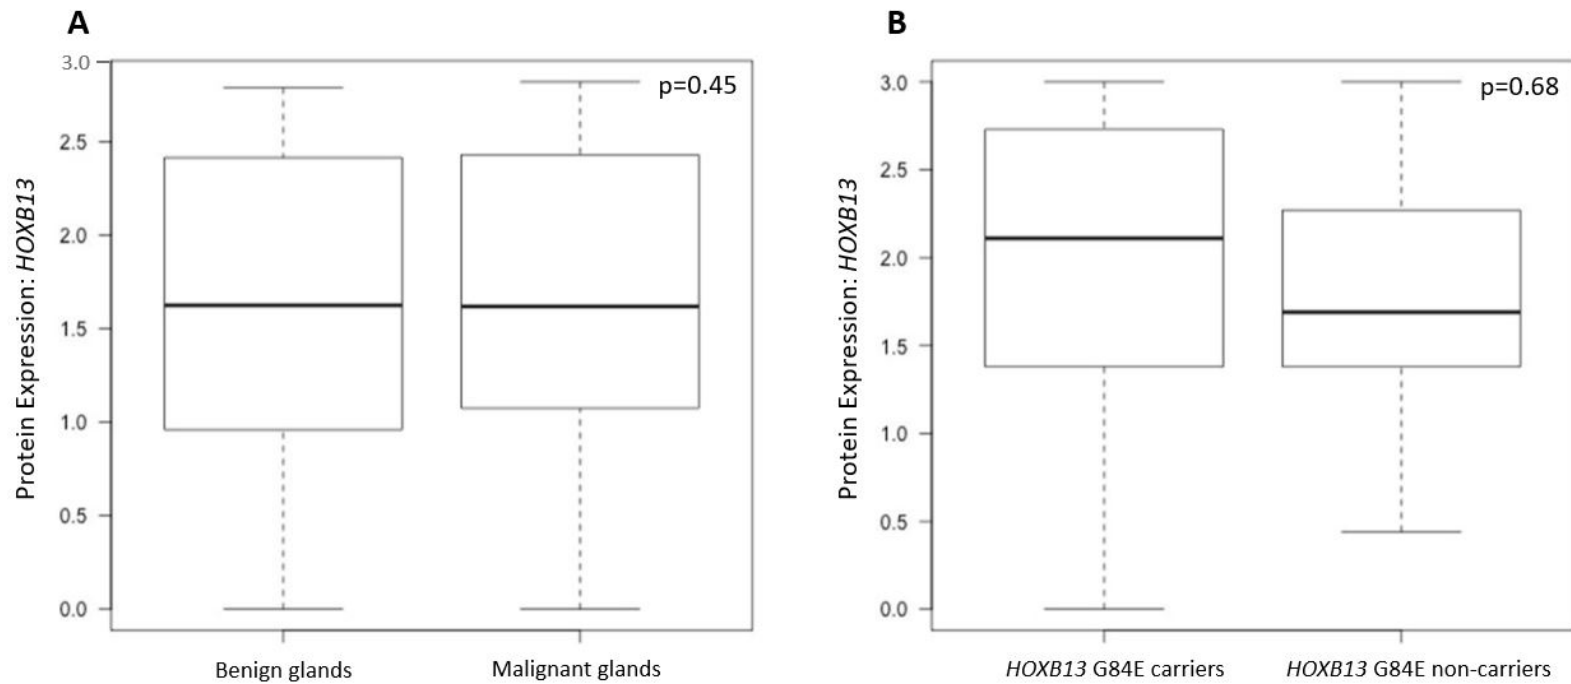 A
Protein Expression: HOXB13
3.0
2.5
2.0
1.5
1.0
0.5
0.0
p=0.45
Benign glands
Malignant glands
B
Protein Expression: HOXB13
3.0
2.5
2.0
1.5
1.0
0.5
0.0
p=0.68
HOXB13 G84E carriers
HOXB13 G84E non-carriers